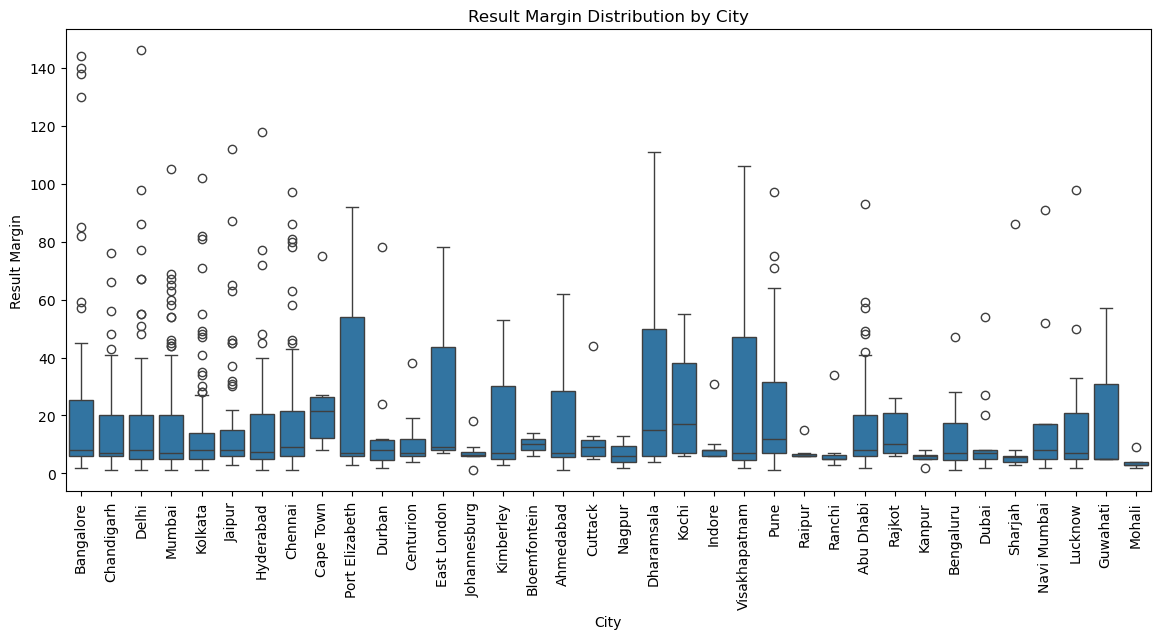 Result Margin Distribution by City
Result Margin
140
120
100
80
60
40
20
0
Bangalore
Chandigarh
Delhi
Mumbai
Kolkata
Jaipur
Hyderabad
Chennai
Cape Town
Port Elizabeth
Durban
Centurion
East London
Johannesburg
Kimberley
Bloemfontein
Ahmedabad
Cuttack
Nagpur
Dharamsala
Kochi
Indore
Visakhapatnam
Pune
Raipur
Ranchi
Abu Dhabi
Rajkot
Kanpur
Bengaluru
Dubai
Sharjah
Navi Mumbai
Lucknow
Guwahati
Mohali
City